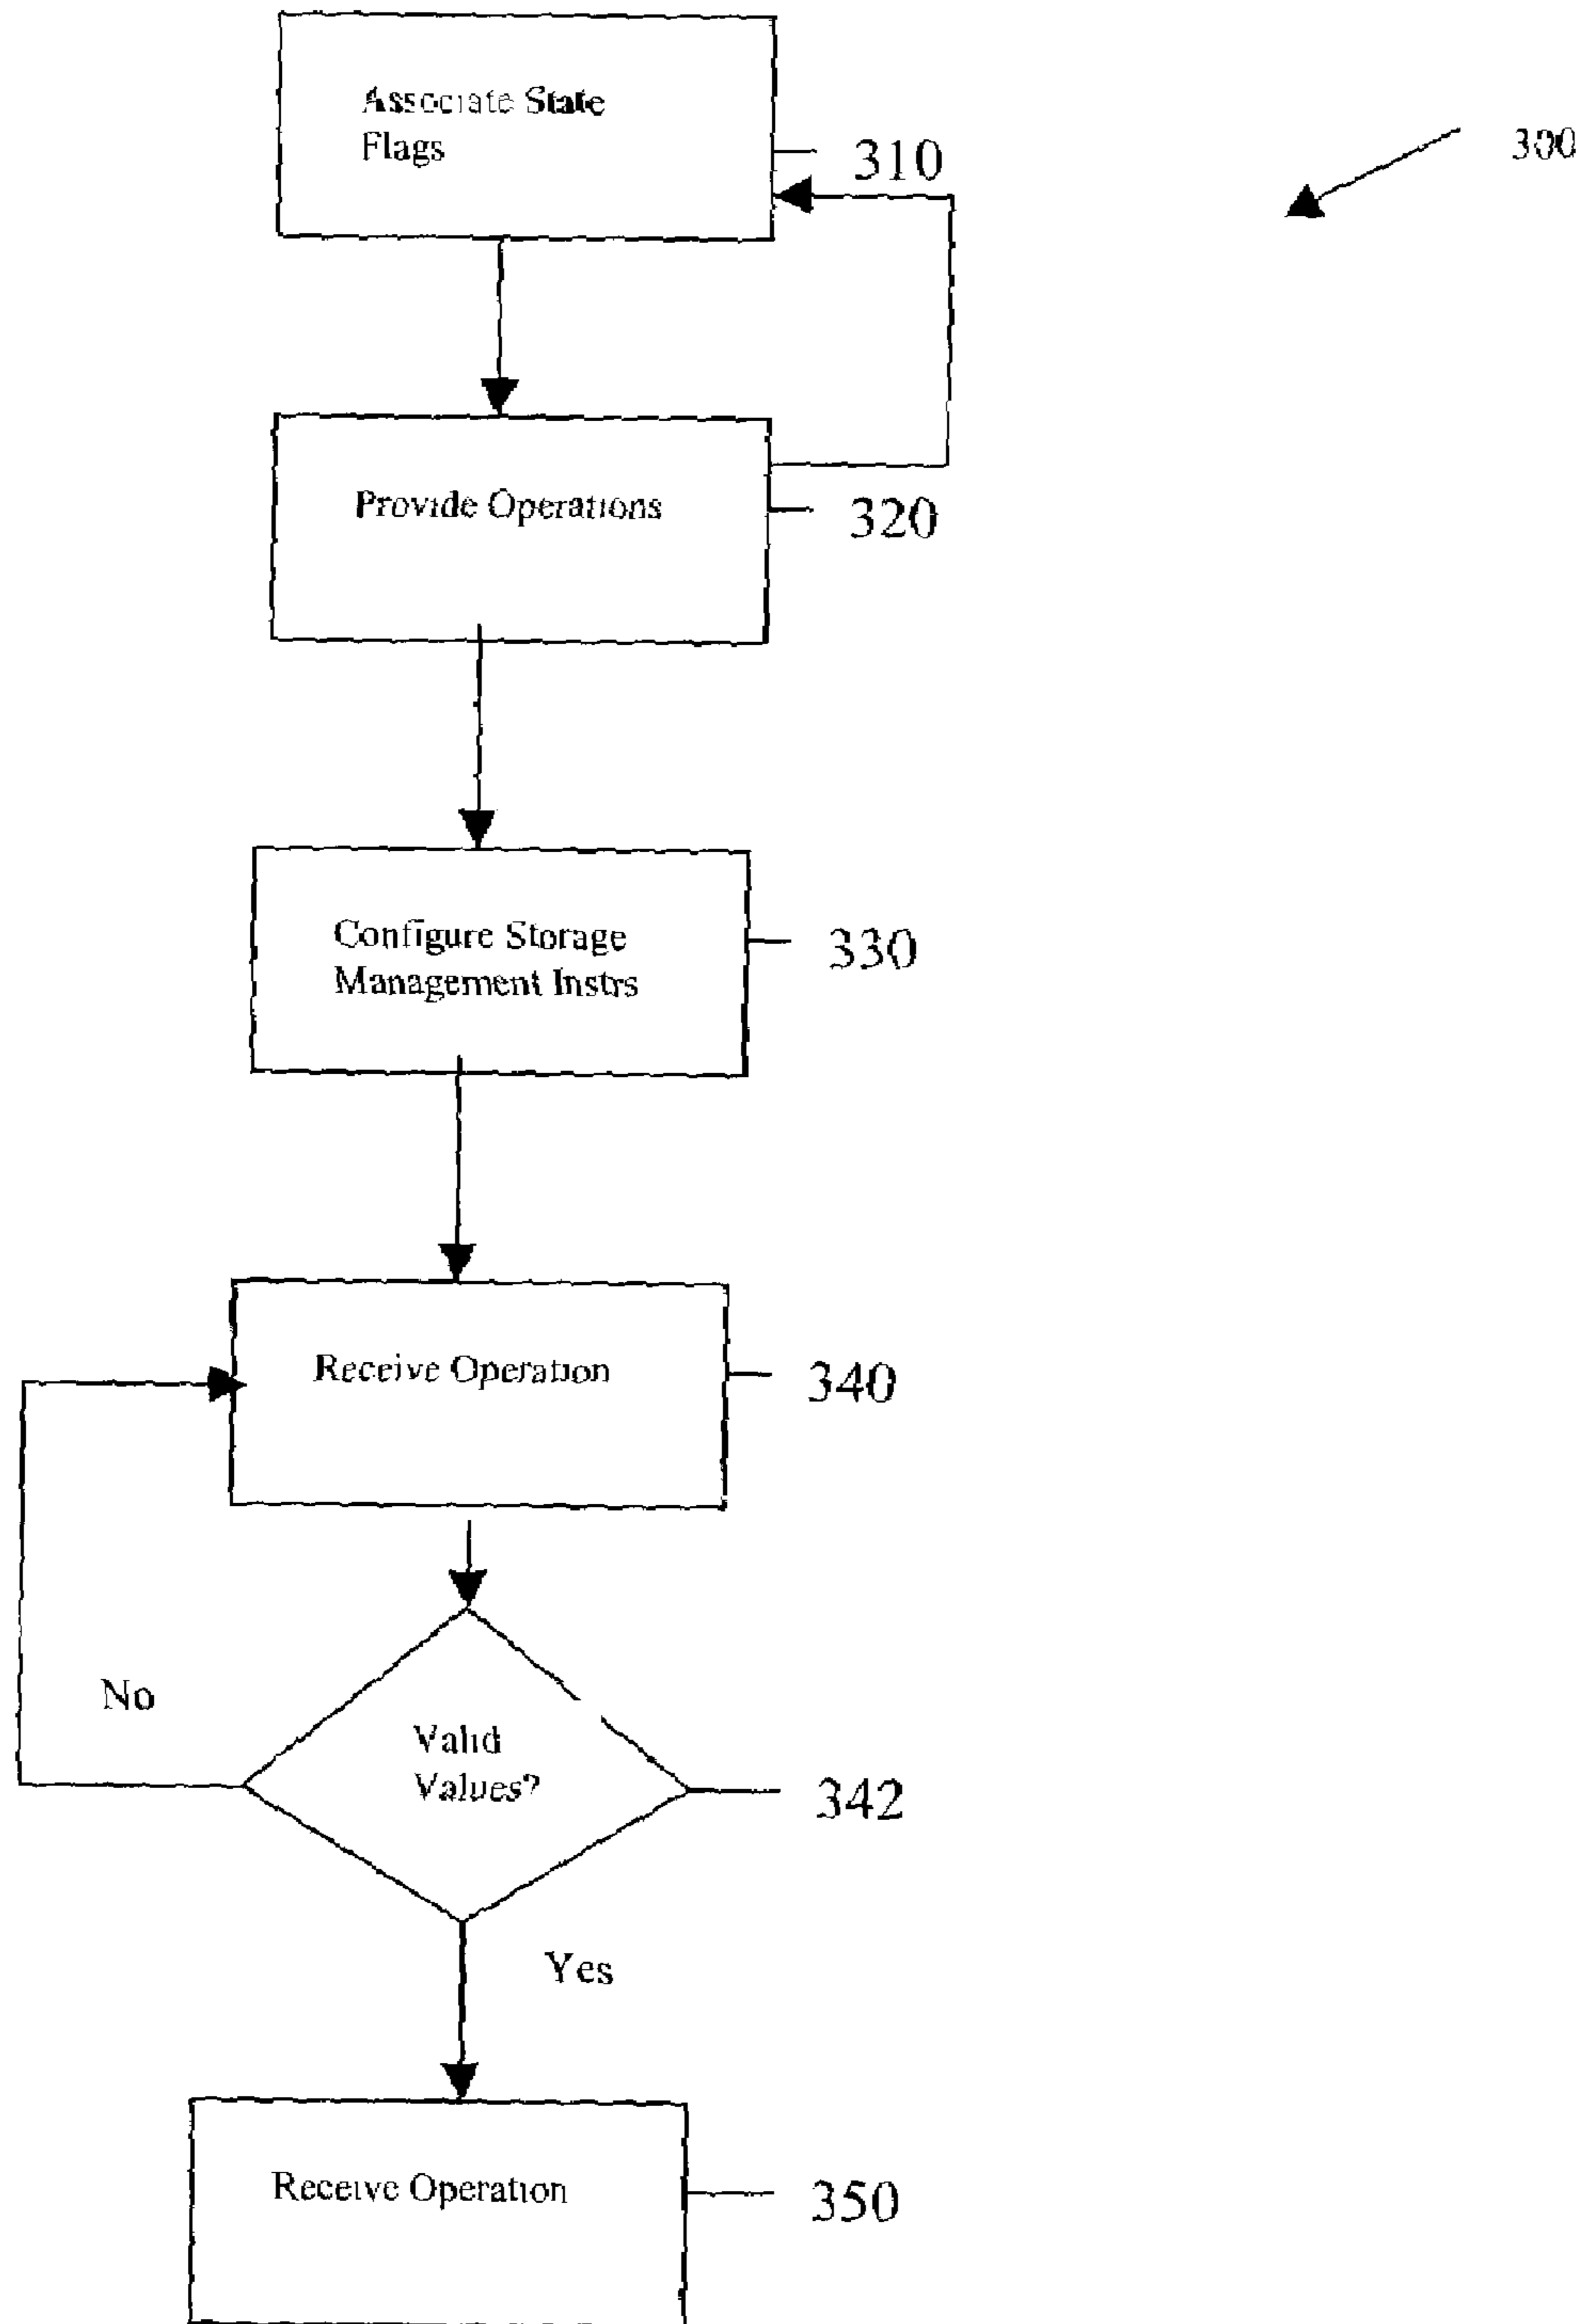 Associate State
Flags
310
300
Provide Operations
320
Configure Storage
Management Instrs
330
Receive Operation
340
No
Valid
Values?
342
Yes
Receive Operation
350